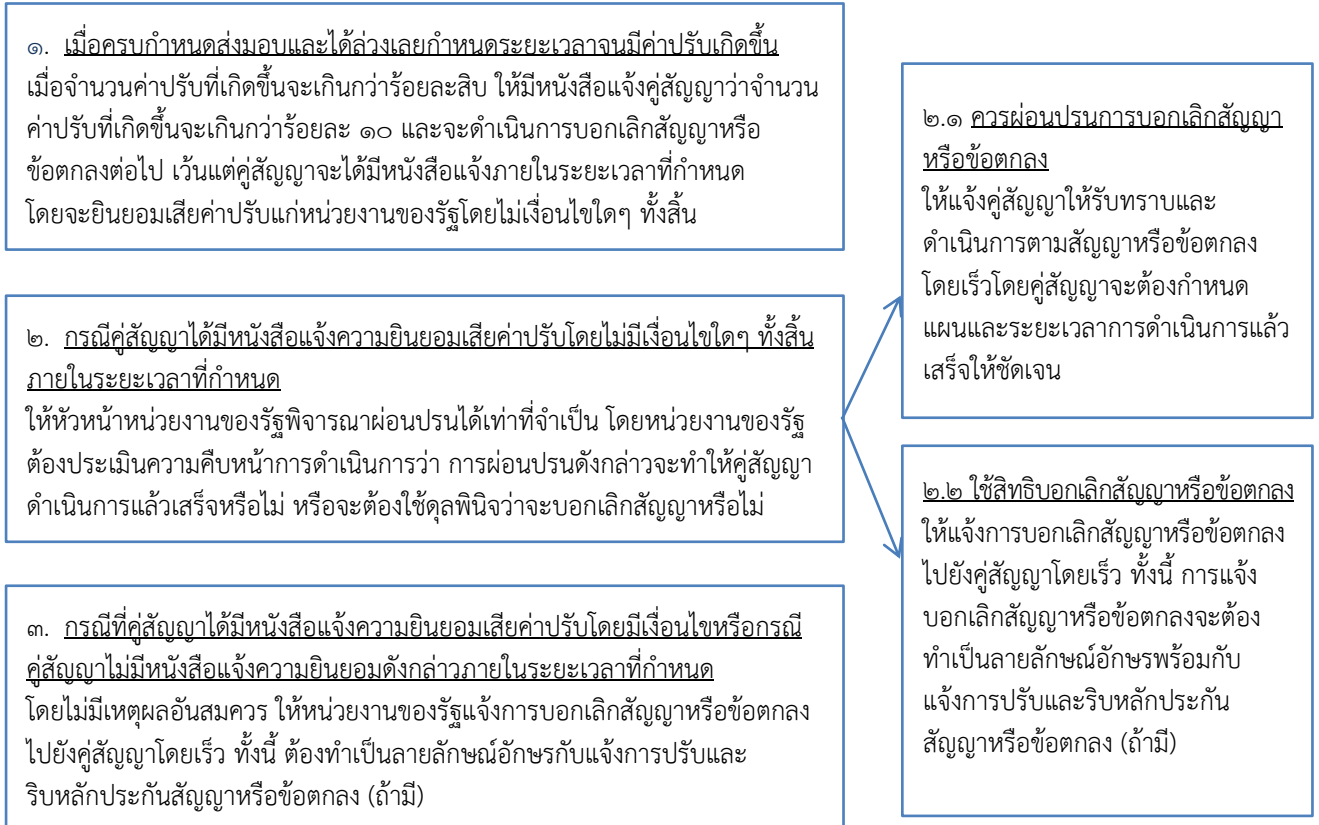 ๑. เมื่อครบกำหนดส่งมอบและได้ล่วงเลยกำหนดระยะเวลาจนมีค่าปรับเกิดขึ้น
เมื่อจำนวนค่าปรับที่เกิดขึ้นจะเกินกว่าร้อยละสิบ ให้มีหนังสือแจ้งคู่สัญญาว่าจำนวน
ค่าปรับที่เกิดขึ้นจะเกินกว่าร้อยละ ๑๐ และจะดำเนินการบอกเลิกสัญญาหรือ
ข้อตกลงต่อไป เว้นแต่คู่สัญญาจะได้มีหนังสือแจ้งภายในระยะเวลาที่กำหนด
โดยจะยินยอมเสียค่าปรับแก่หน่วยงานของรัฐโดยไม่เงื่อนไขใดๆ ทั้งสิ้น
๒. กรณีคู่สัญญาได้มีหนังสือแจ้งความยินยอมเสียค่าปรับโดยไม่มีเงื่อนไขใดๆ ทั้งสิ้น
ภายในระยะเวลาที่กำหนด
ให้หัวหน้าหน่วยงานของรัฐพิจารณาผ่อนปรนได้เท่าที่จำเป็น โดยหน่วยงานของรัฐ
ต้องประเมินความคืบหน้าการดำเนินการว่า การผ่อนปรนดังกล่าวจะทำให้คู่สัญญา
ดำเนินการแล้วเสร็จหรือไม่ หรือจะต้องใช้ดุลพินิจว่าจะบอกเลิกสัญญาหรือไม่
๒.๑ ควรผ่อนปรนการบอกเลิกสัญญา
หรือข้อตกลง
ให้แจ้งคู่สัญญาให้รับทราบและ
ดำเนินการตามสัญญาหรือข้อตกลง
โดยเร็วโดยคู่สัญญาจะต้องกำหนด
แผนและระยะเวลาการดำเนินการแล้ว
เสร็จให้ชัดเจน
๒.๒ ใช้สิทธิบอกเลิกสัญญาหรือข้อตกลง
ให้แจ้งการบอกเลิกสัญญาหรือข้อตกลง
ไปยังคู่สัญญาโดยเร็ว ทั้งนี้ การแจ้ง
บอกเลิกสัญญาหรือข้อตกลงจะต้อง
ทำเป็นลายลักษณ์อักษรพร้อมกับ
แจ้งการปรับและริบหลักประกัน
สัญญาหรือข้อตกลง (ถ้ามี)
๓. กรณีที่คู่สัญญาได้มีหนังสือแจ้งความยินยอมเสียค่าปรับโดยมีเงื่อนไขหรือกรณี
คู่สัญญาไม่มีหนังสือแจ้งความยินยอมดังกล่าวภายในระยะเวลาที่กำหนด
โดยไม่มีเหตุผลอันสมควร ให้หน่วยงานของรัฐแจ้งการบอกเลิกสัญญาหรือข้อตกลง
ไปยังคู่สัญญาโดยเร็ว ทั้งนี้ ต้องทำเป็นลายลักษณ์อักษรกับแจ้งการปรับและ
ริบหลักประกันสัญญาหรือข้อตกลง (ถ้ามี)